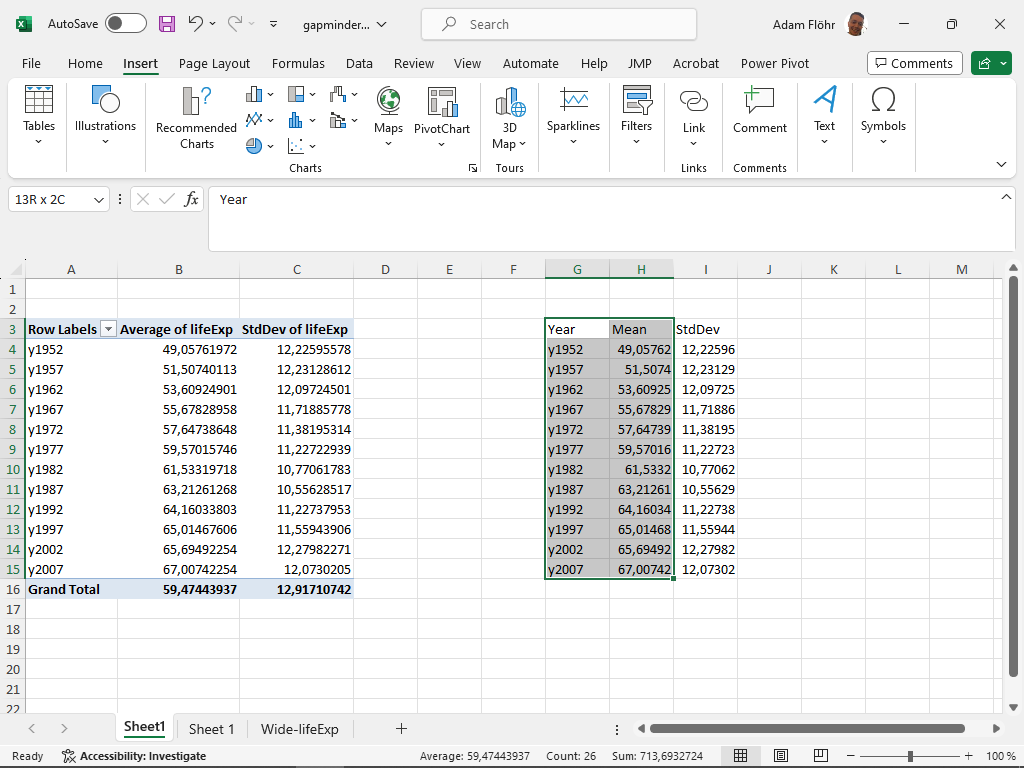 AutoSave gapminder... Search Adam Flöhr
File Home Insert Page Layout Formulas Data Review View Automate Help JMP Acrobat Power Pivot Comments
Tables Illustrations Recommended Charts Maps PivotChart 3D Map Sparklines Filters Link Comment Text Symbols
Charts Tours Links Comments
13R x 2C fx Year
A B C D E F G H I J K L M
1
2
3 Row Labels Average of lifeExp StdDev of lifeExp Year Mean StdDev
4 y1952 49,05761972 12,22595578 y1952 49,05762 12,22596
5 y1957 51,50740113 12,23128612 y1957 51,5074 12,23129
6 y1962 53,60924901 12,09724501 y1962 53,60925 12,09725
7 y1967 55,67828958 11,71885778 y1967 55,67829 11,71886
8 y1972 57,64738648 11,38195314 y1972 57,64739 11,38195
9 y1977 59,57015746 11,22722939 y1977 59,57016 11,22723
10 y1982 61,53319718 10,77061783 y1982 61,5332 10,77062
11 y1987 63,21261268 10,55628517 y1987 63,21261 10,55629
12 y1992 64,16033803 11,22737953 y1992 64,16034 11,22738
13 y1997 65,01467606 11,55943906 y1997 65,01468 11,55944
14 y2002 65,69492254 12,27982271 y2002 65,69492 12,27982
15 y2007 67,00742254 12,0730205 y2007 67,00742 12,07302
16 Grand Total 59,47443937 12,91710742
17
18
19
20
21
22
Sheet1 Sheet 1 Wide-lifeExp
Ready Accessibility: Investigate Average: 59,47443937 Count: 26 Sum: 713,6932724 100 %